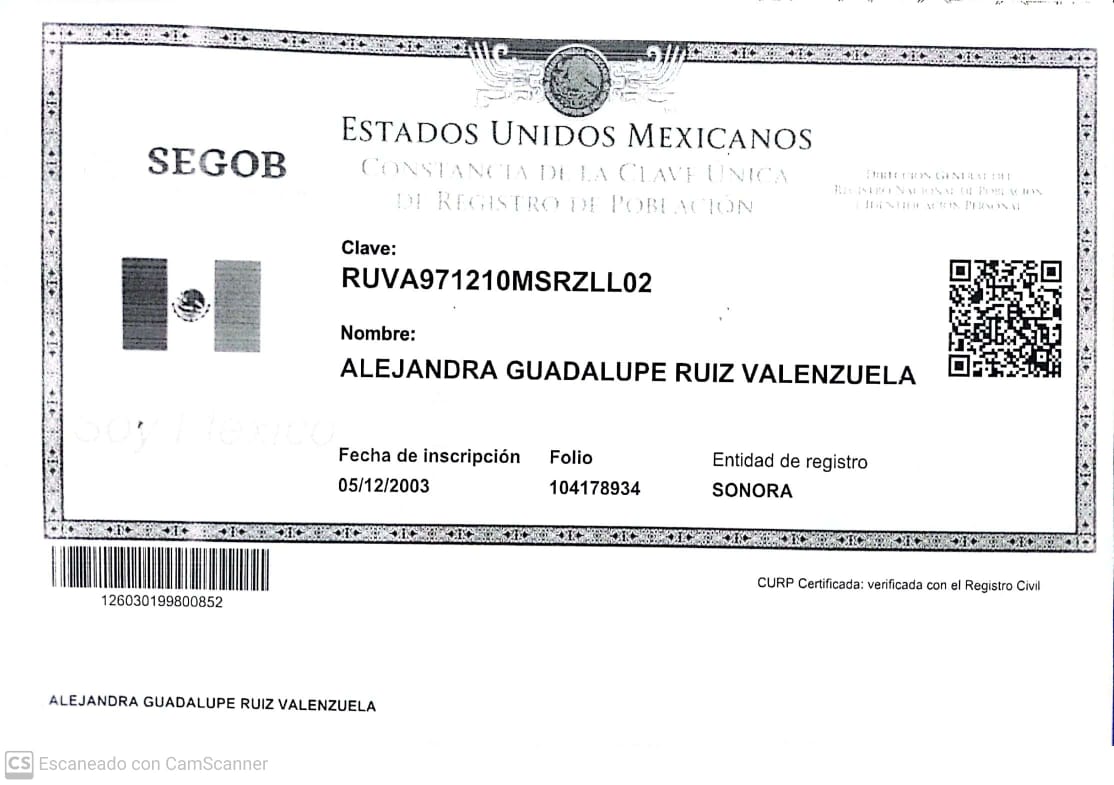 ESTADOS UNIDOS MEXICANOS
SEGOB
CONSTANCIA DE LA CLAVE ÚNICA
DE REGISTRO DE POBLACIÓN
DIRECCIÓN GENERAL DEL
REGISTRO NACIONAL DE POBLACIÓN
E IDENTIFICACIÓN PERSONAL
Clave:
RUVA971210MSRZLL02
Nombre:
ALEJANDRA GUADALUPE RUIZ VALENZUELA
Soy México
Fecha de inscripción Folio Entidad de registro
05/12/2003 104178934 SONORA
126030199800852
CURP Certificada: verificada con el Registro Civil
ALEJANDRA GUADALUPE RUIZ VALENZUELA
CS Escaneado con CamScanner